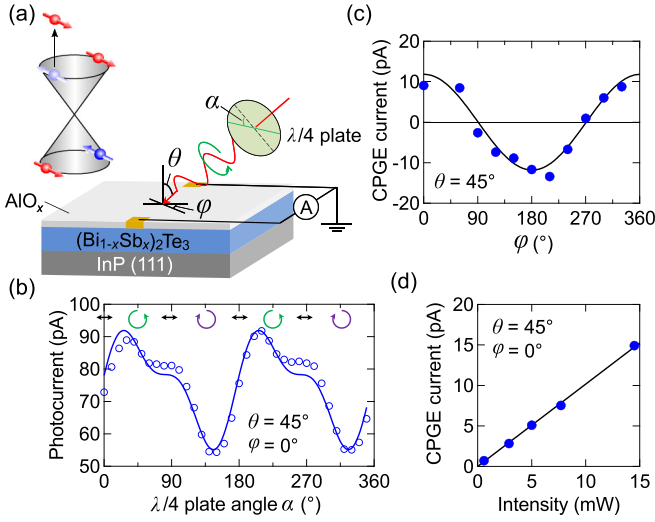 (a)
α
λ/4 plate
θ
φ
A
AlOₓ
(Bi₁₋ₓSbₓ)₂Te₃
InP (111)
(b)
Photocurrent (pA)
100
90
80
70
60
50
θ = 45°
φ = 0°
0 90 180 270 360
λ/4 plate angle α (°)
(c)
CPGE current (pA)
20
10
0
-10
-20
θ = 45°
0 90 180 270 360
φ (°)
(d)
CPGE current (pA)
20
15
10
5
0
θ = 45°
φ = 0°
0 5 10 15
Intensity (mW)